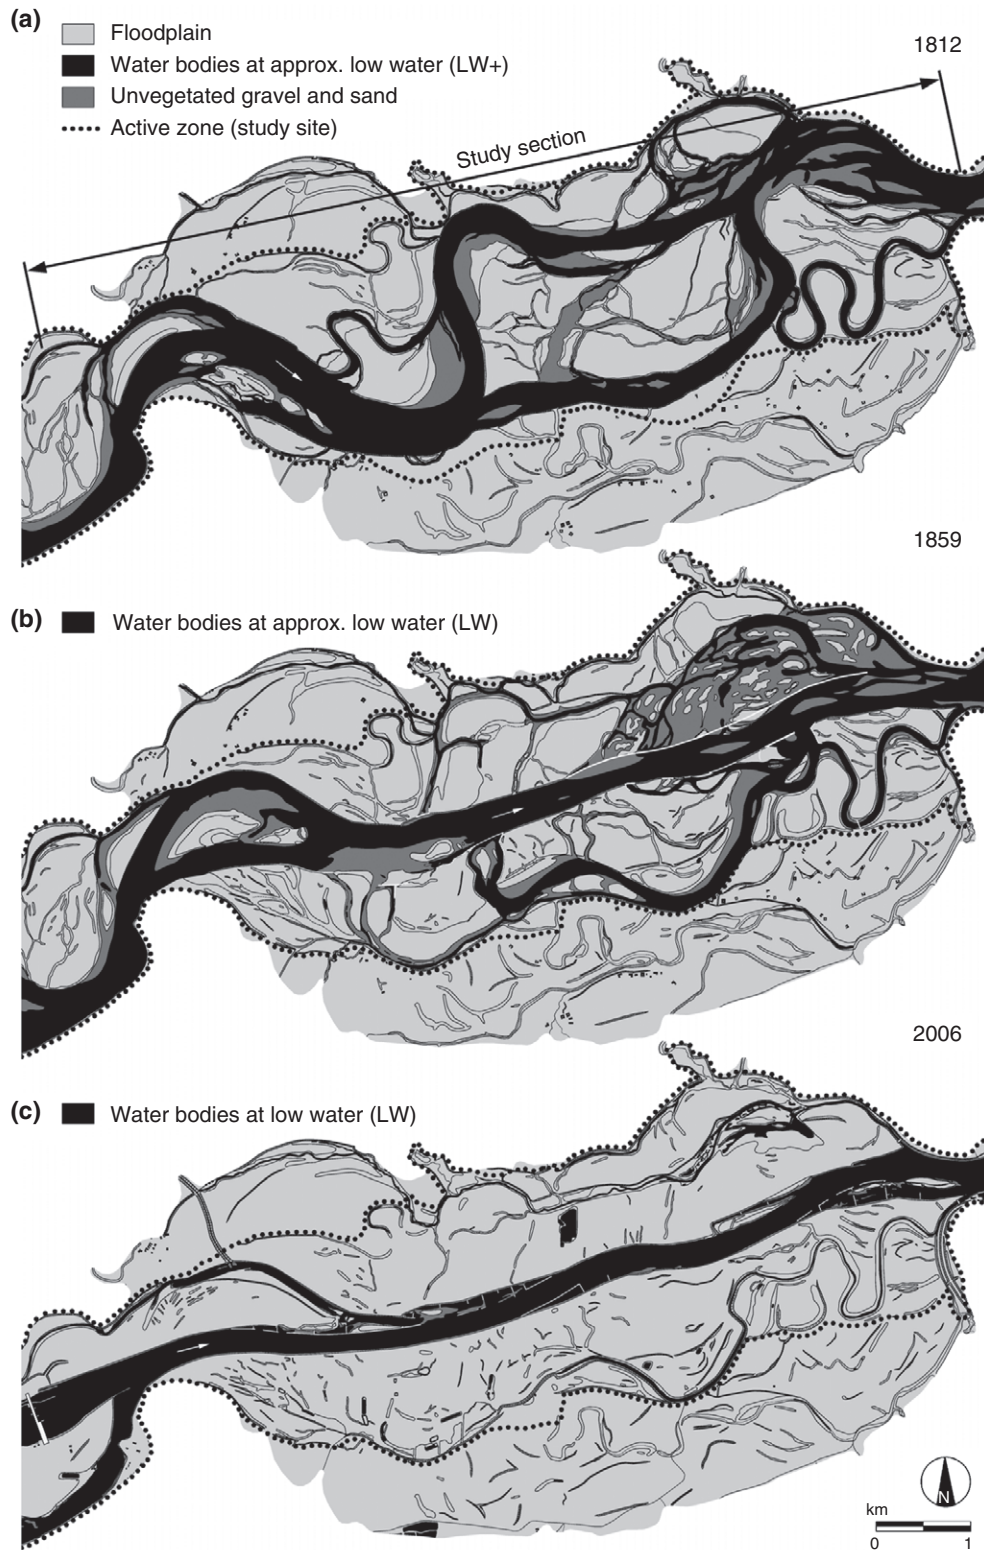 (a)
Floodplain
1812
Water bodies at approx. low water (LW+)
Unvegetated gravel and sand
Active zone (study site)
Study section
1859
(b)
Water bodies at approx. low water (LW)
2006
(c)
Water bodies at low water (LW)
N
km
0 1